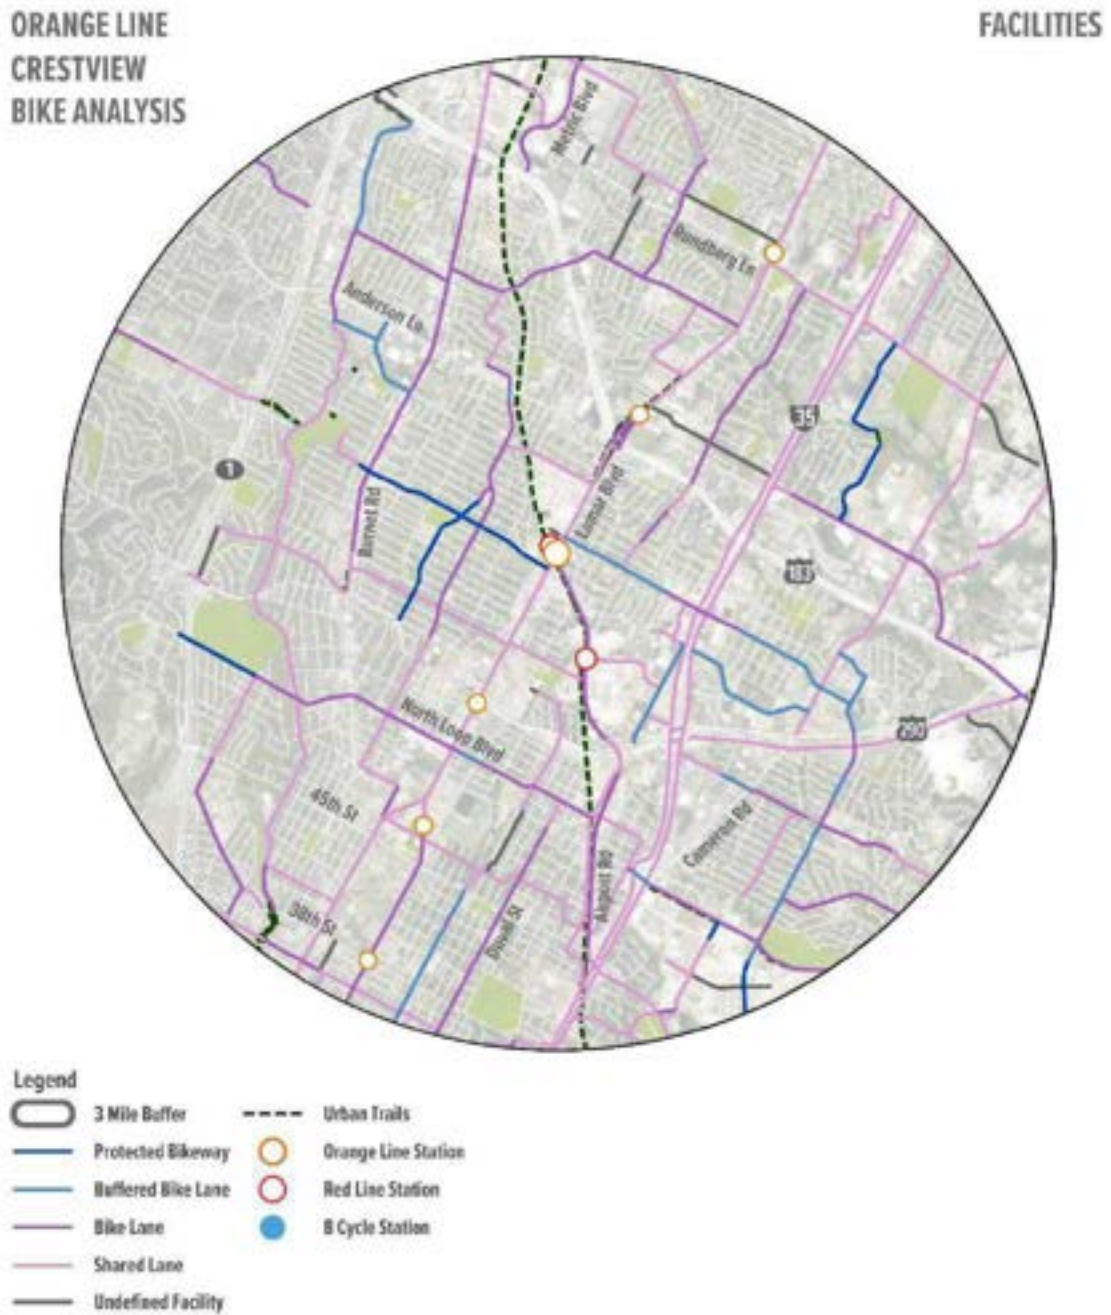 ORANGE LINE
CRESTVIEW
BIKE ANALYSIS
FACILITIES
Metric Blvd
Rundberg Ln
Anderson Ln
35
1
Burnet Rd
Lamar Blvd
183
North Loop Blvd
290
45th St
Cameron Rd
Airport Rd
38th St
Duval St
Legend
3 Mile Buffer
Protected Bikeway
Buffered Bike Lane
Bike Lane
Shared Lane
Undefined Facility
Urban Trails
Orange Line Station
Red Line Station
B Cycle Station